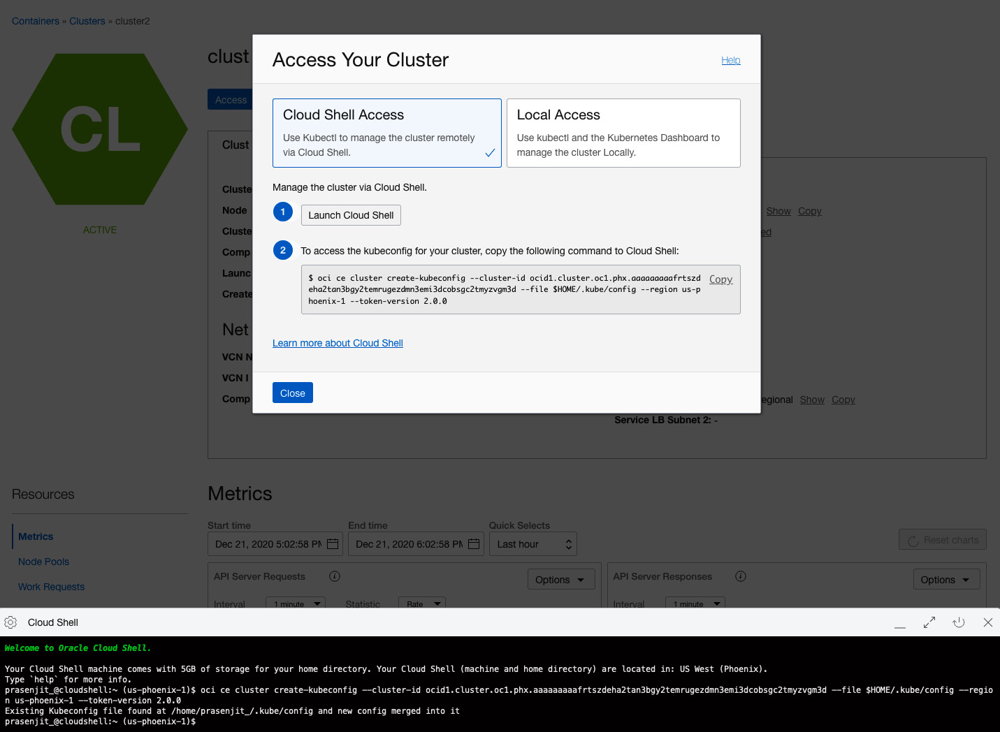 Containers » Clusters » cluster2
CL
ACTIVE
clust
Access
Clust
Cluste
Node
Cluste
Comp
Launc
Create
Net
VCN N
VCN I
Comp
Show Copy
ed
egional Show Copy
Service LB Subnet 2: -
Access Your Cluster
Help
Cloud Shell Access
Use Kubectl to manage the cluster remotely
via Cloud Shell.
Local Access
Use kubectl and the Kubernetes Dashboard to
manage the cluster Locally.
Manage the cluster via Cloud Shell.
1 Launch Cloud Shell
2 To access the kubeconfig for your cluster, copy the following command to Cloud Shell:
$ oci ce cluster create-kubeconfig --cluster-id ocid1.cluster.oc1.phx.aaaaaaaaafrtszd
eha2tan3bgy2temrugezdmn3emi3dcobsgc2tmyzvgm3d --file $HOME/.kube/config --region us-p
hoenix-1 --token-version 2.0.0
Copy
Learn more about Cloud Shell
Close
Resources
Metrics
Node Pools
Work Requests
Metrics
Start time End time Quick Selects
Dec 21, 2020 5:02:58 PM Dec 21, 2020 6:02:58 PM Last hour
Reset charts
API Server Requests
Options
Interval 1 minute Statistic Rate
API Server Responses
Options
Interval 1 minute
Cloud Shell
Welcome to Oracle Cloud Shell.
Your Cloud Shell machine comes with 5GB of storage for your home directory. Your Cloud Shell (machine and home directory) are located in: US West (Phoenix).
Type `help` for more info.
prasenjit_@cloudshell:~ (us-phoenix-1)$ oci ce cluster create-kubeconfig --cluster-id ocid1.cluster.oc1.phx.aaaaaaaaafrtszdeha2tan3bgy2temrugezdmn3emi3dcobsgc2tmyzvgm3d --file $HOME/.kube/config --regio
n us-phoenix-1 --token-version 2.0.0
Existing Kubeconfig file found at /home/prasenjit_/.kube/config and new config merged into it
prasenjit_@cloudshell:~ (us-phoenix-1)$